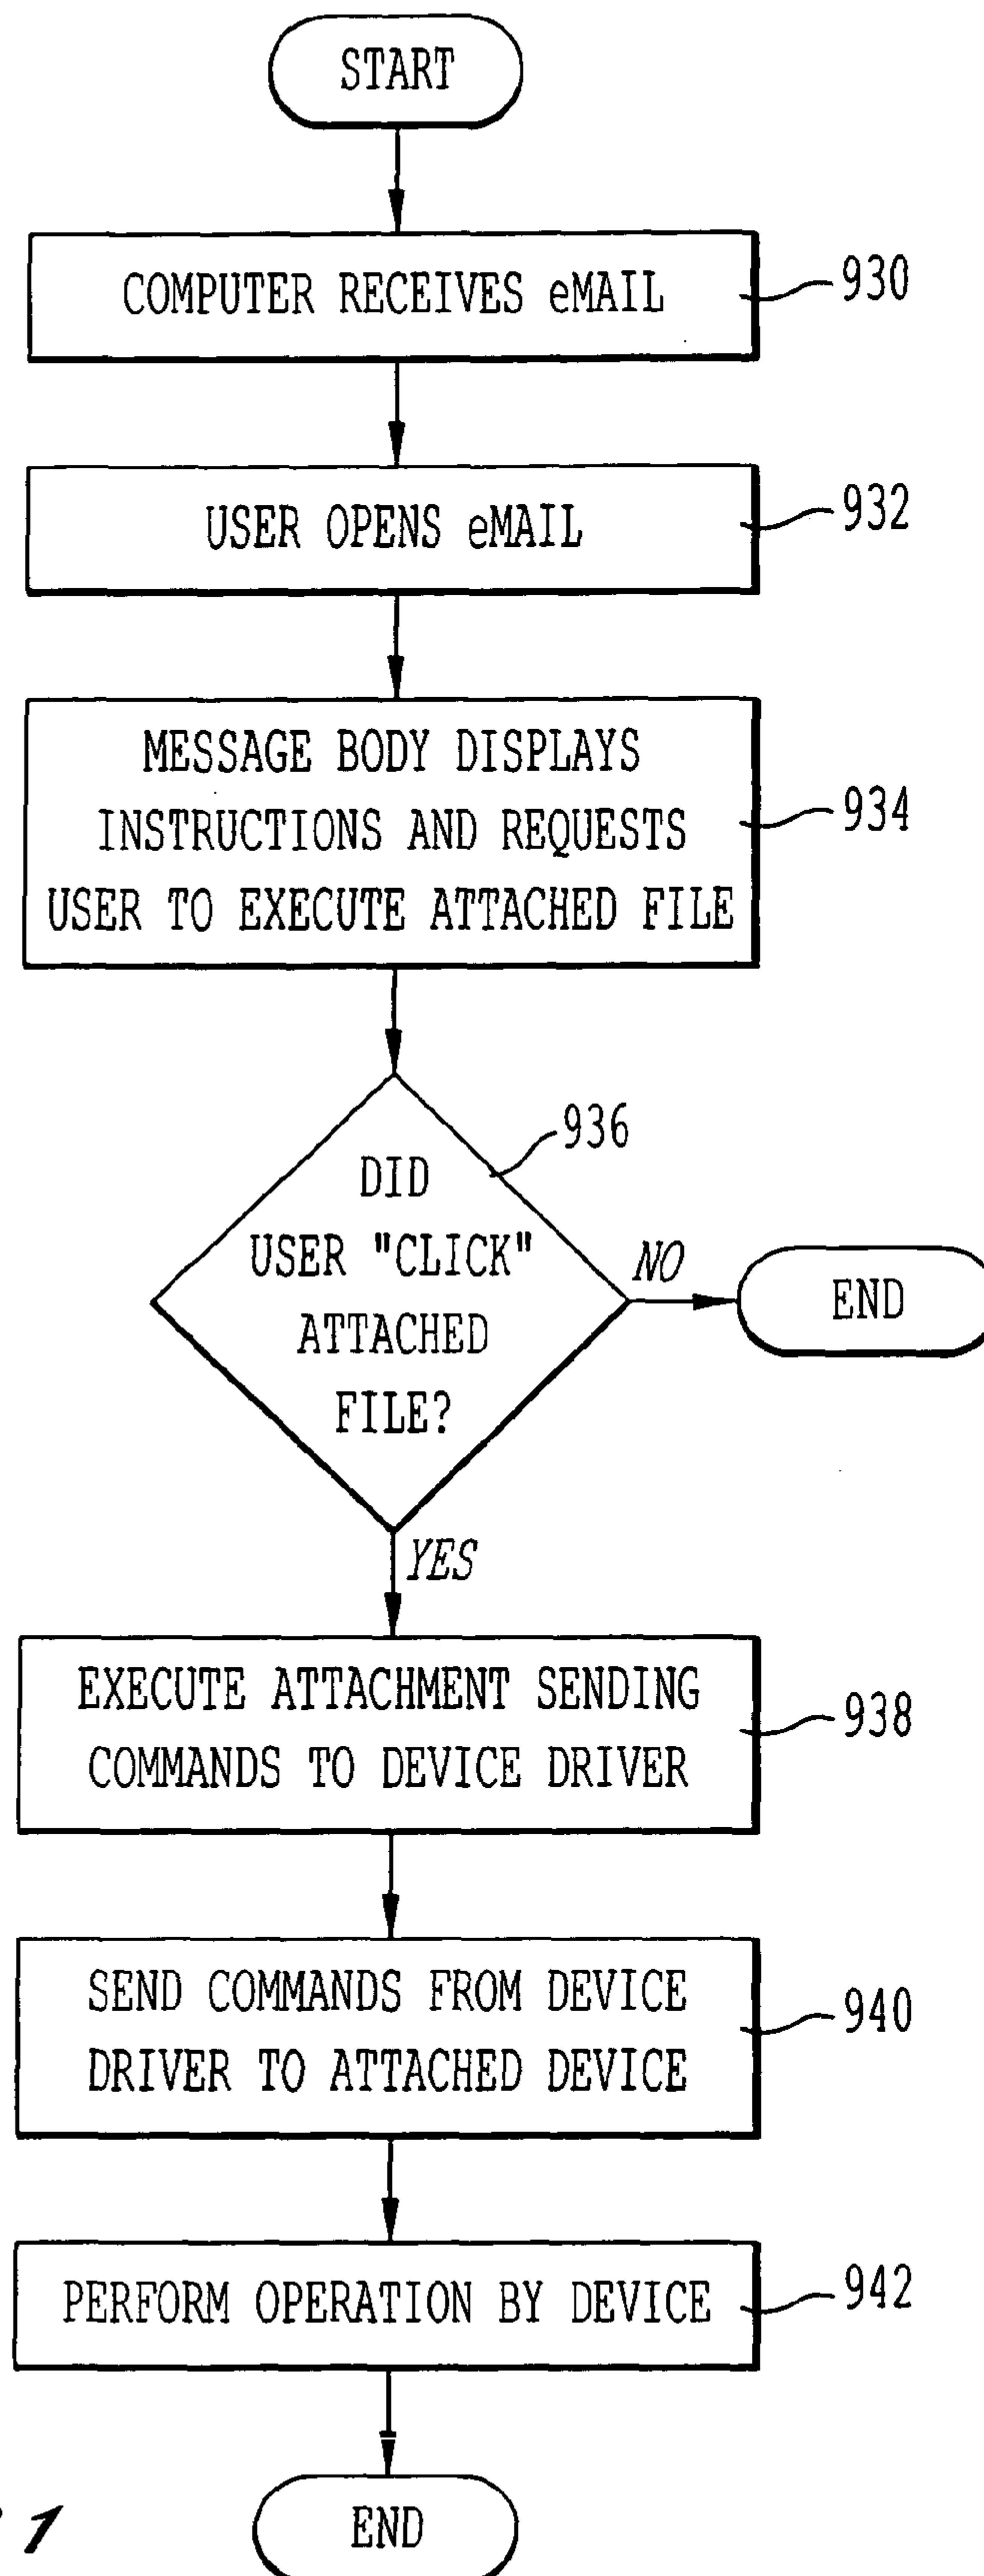 START
COMPUTER RECEIVES eMAIL
930
USER OPENS eMAIL
932
MESSAGE BODY DISPLAYS
INSTRUCTIONS AND REQUESTS
USER TO EXECUTE ATTACHED FILE
934
936
DID
USER "CLICK"
ATTACHED
FILE?
NO
END
YES
EXECUTE ATTACHMENT SENDING
COMMANDS TO DEVICE DRIVER
938
SEND COMMANDS FROM DEVICE
DRIVER TO ATTACHED DEVICE
940
PERFORM OPERATION BY DEVICE
942
END
1